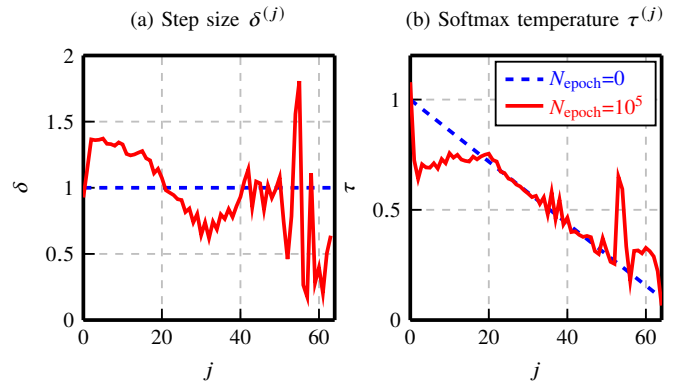 (a) Step size δ^(j)
(b) Softmax temperature τ^(j)
2
1.5
1
0.5
0
δ
0
20
40
60
j
1
0.5
0
τ
0
20
40
60
j
N_epoch=0
N_epoch=10^5